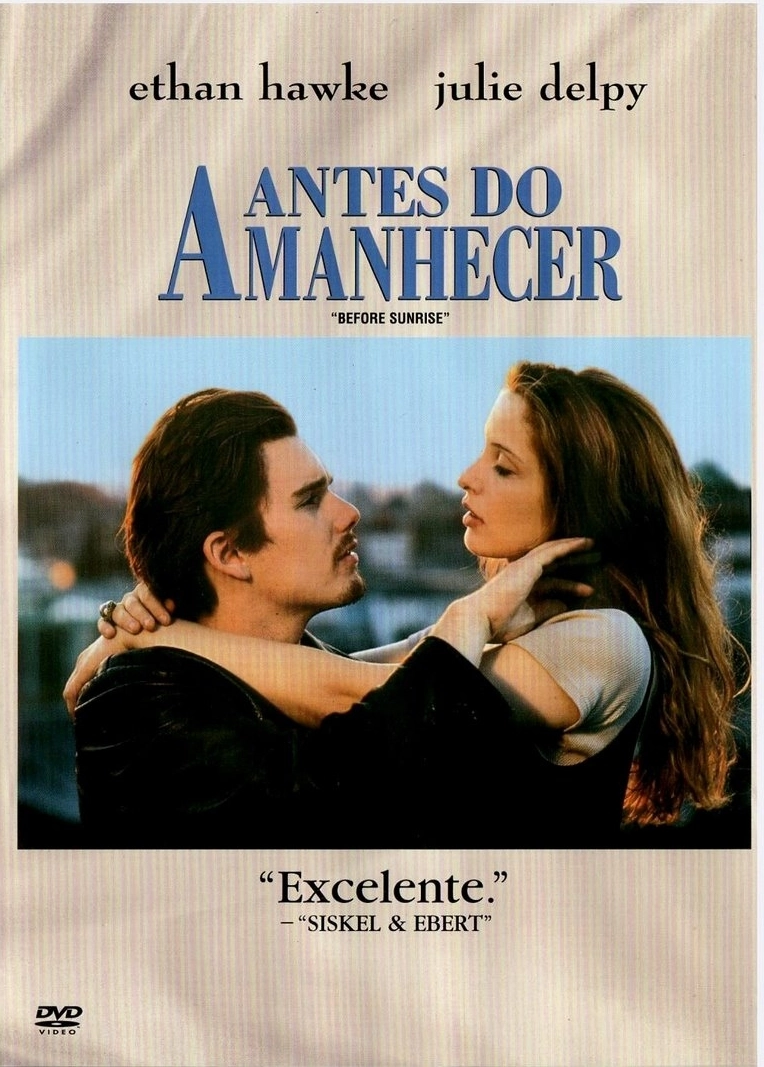 ethan hawke julie delpy
ANTES DO
AMANHECER
“BEFORE SUNRISE”
“Excelente.”
–“SISKEL & EBERT”
DVD
VIDEO